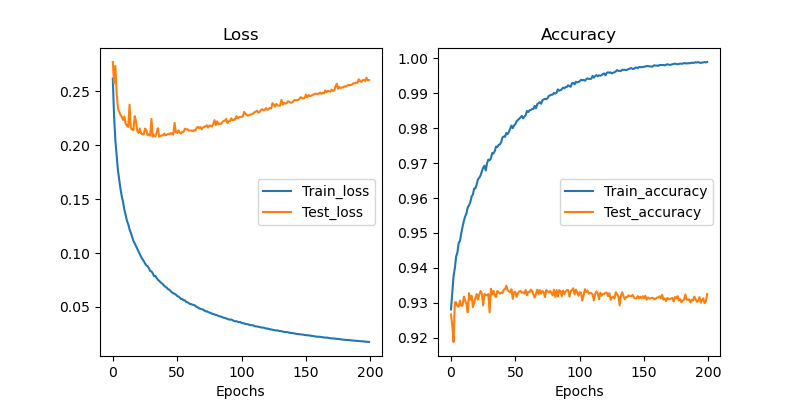 Loss
0.25
0.20
0.15
0.10
0.05
Train_loss
Test_loss
0 50 100 150 200
Epochs
Accuracy
1.00
0.99
0.98
0.97
0.96
0.95
0.94
0.93
0.92
Train_accuracy
Test_accuracy
0 50 100 150 200
Epochs